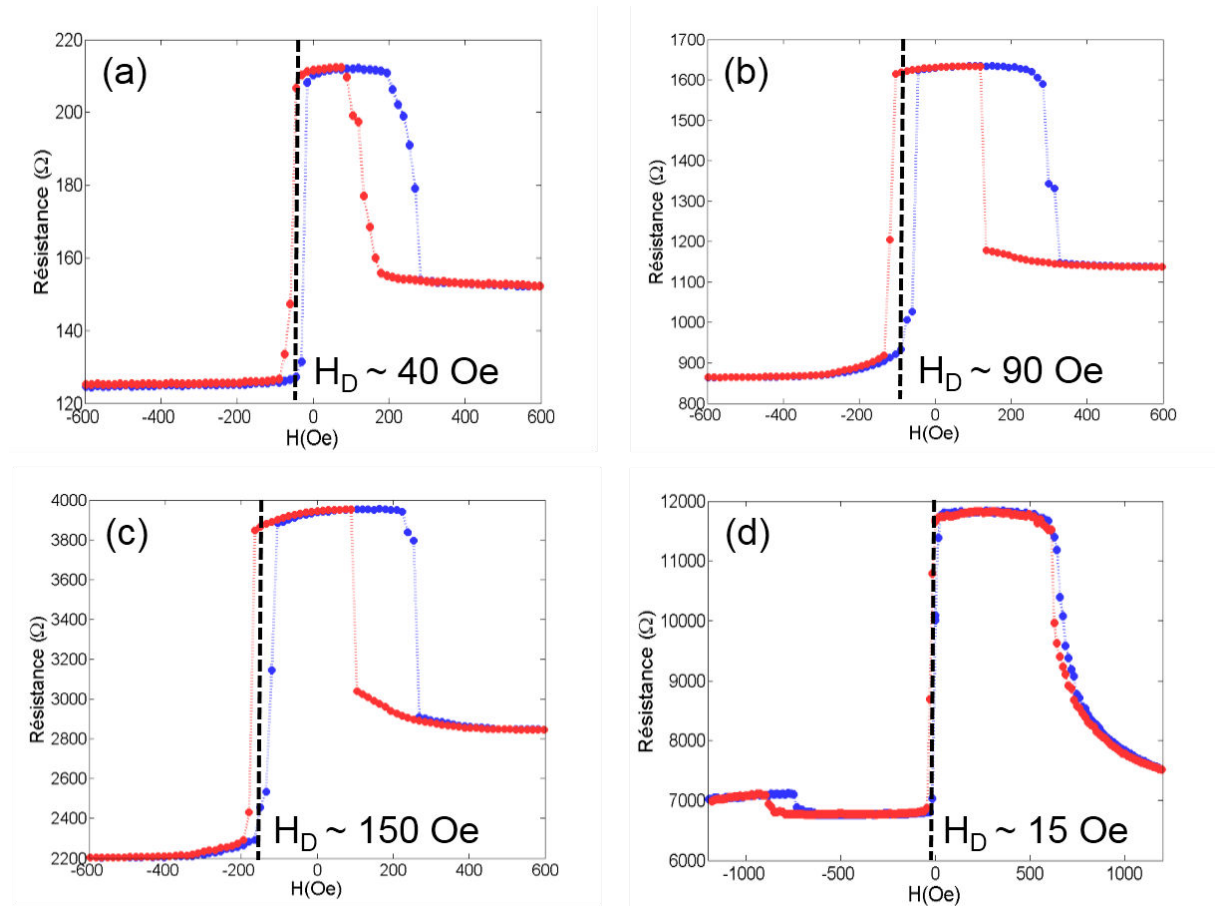 (a)
220
200
180
160
140
120
-600 -400 -200 0 200 400 600
Résistance (Ω)
H(Oe)
H_D ~ 40 Oe
(b)
1700
1600
1500
1400
1300
1200
1100
1000
900
800
-600 -400 -200 0 200 400 600
Résistance (Ω)
H(Oe)
H_D ~ 90 Oe
(c)
4000
3800
3600
3400
3200
3000
2800
2600
2400
2200
-600 -400 -200 0 200 400 600
Résistance (Ω)
H(Oe)
H_D ~ 150 Oe
(d)
12000
11000
10000
9000
8000
7000
6000
-1000 -500 0 500 1000
Résistance (Ω)
H(Oe)
H_D ~ 15 Oe